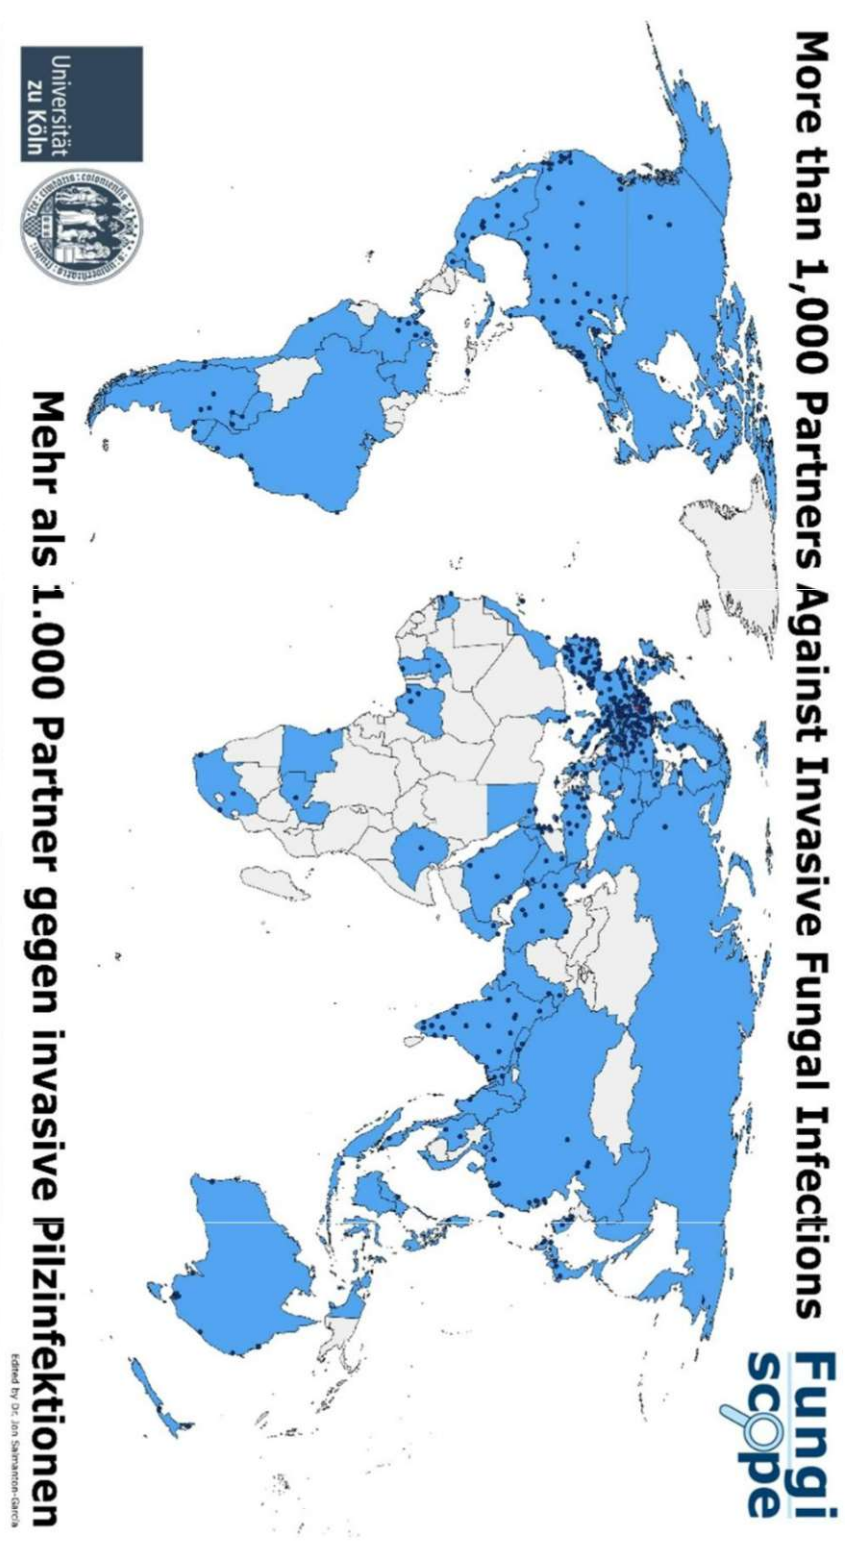 More than 1,000 Partners Against Invasive Fungal Infections
Fungi
scope
Universität
zu Köln
Mehr als 1.000 Partner gegen invasive Pilzinfektionen
Edited by Dr. Jon Salmanton-García